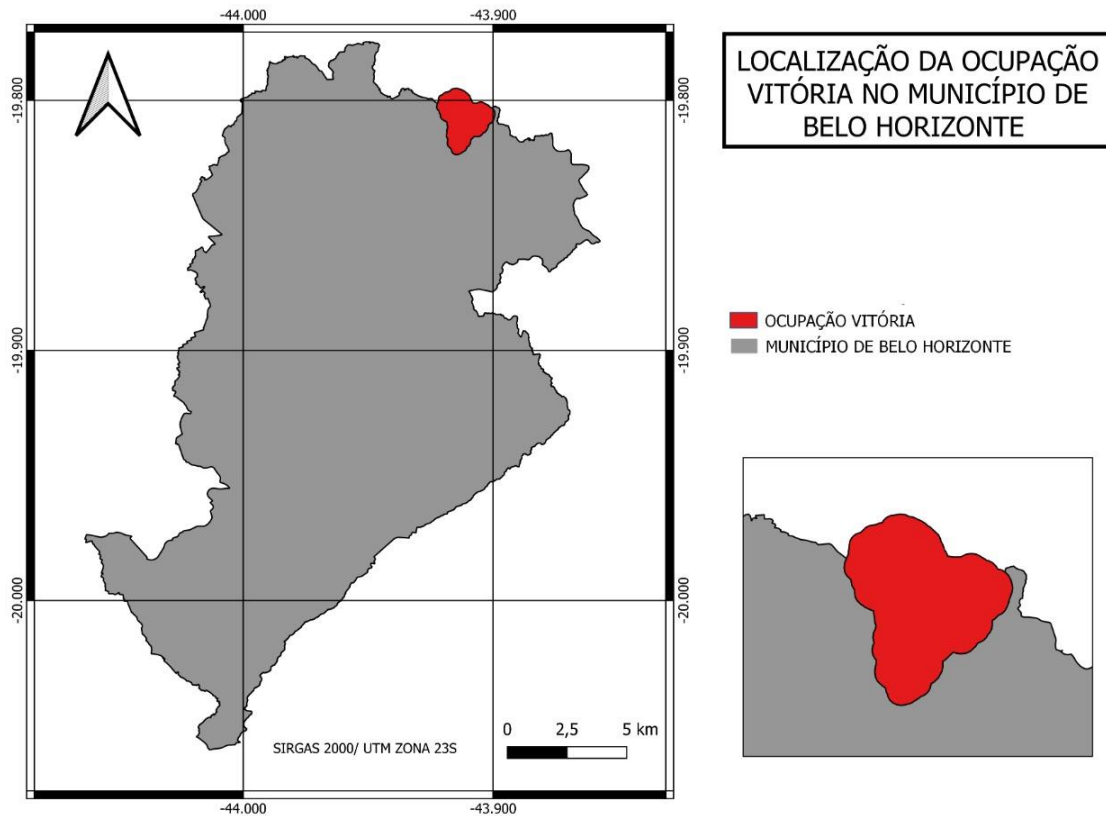 -44.000
-43.900
-19.800
-19.800
-19.900
-19.900
-20.000
-20.000
SIRGAS 2000/ UTM ZONA 23S
0 2,5 5 km
-44.000
-43.900
LOCALIZAÇÃO DA OCUPAÇÃO
VITÓRIA NO MUNICÍPIO DE
BELO HORIZONTE
OCUPAÇÃO VITÓRIA
MUNICÍPIO DE BELO HORIZONTE